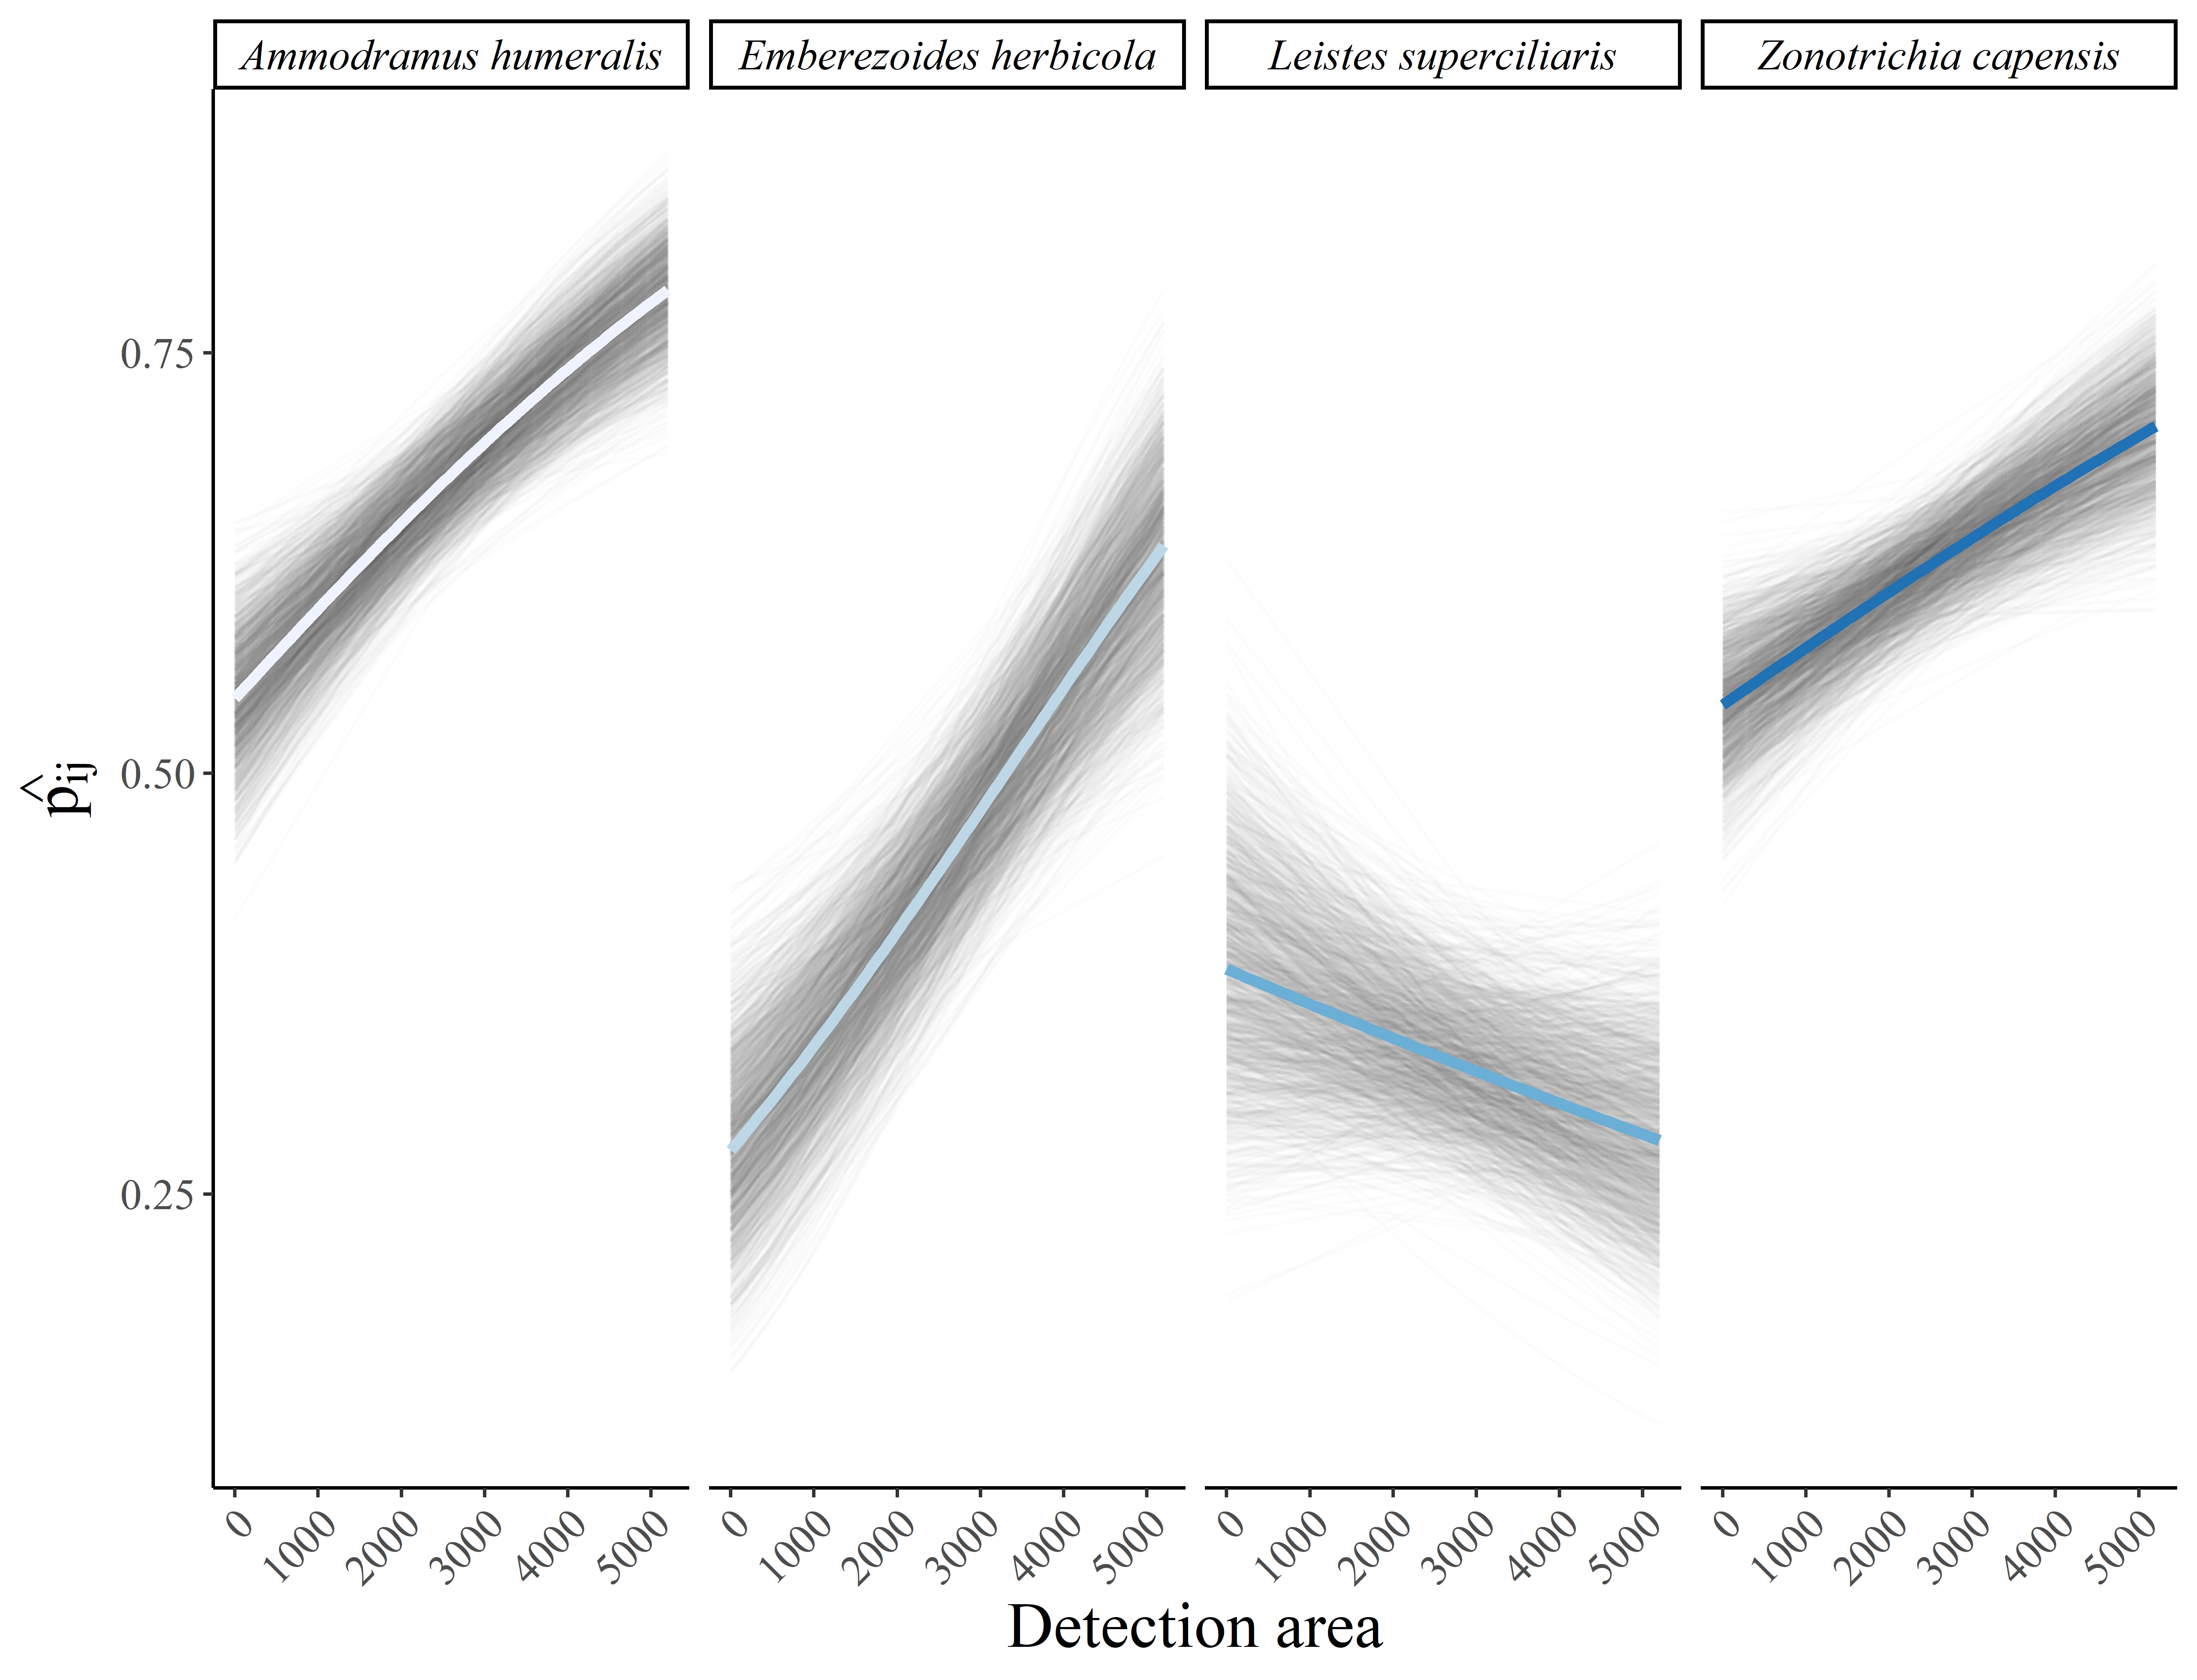 Ammodramus humeralis
Emberezoides herbicola
Leistes superciliaris
Zonotrichia capensis
0.75
0.50
0.25
p̂ij
0 1000 2000 3000 4000 5000
0 1000 2000 3000 4000 5000
0 1000 2000 3000 4000 5000
0 1000 2000 3000 4000 5000
Detection area